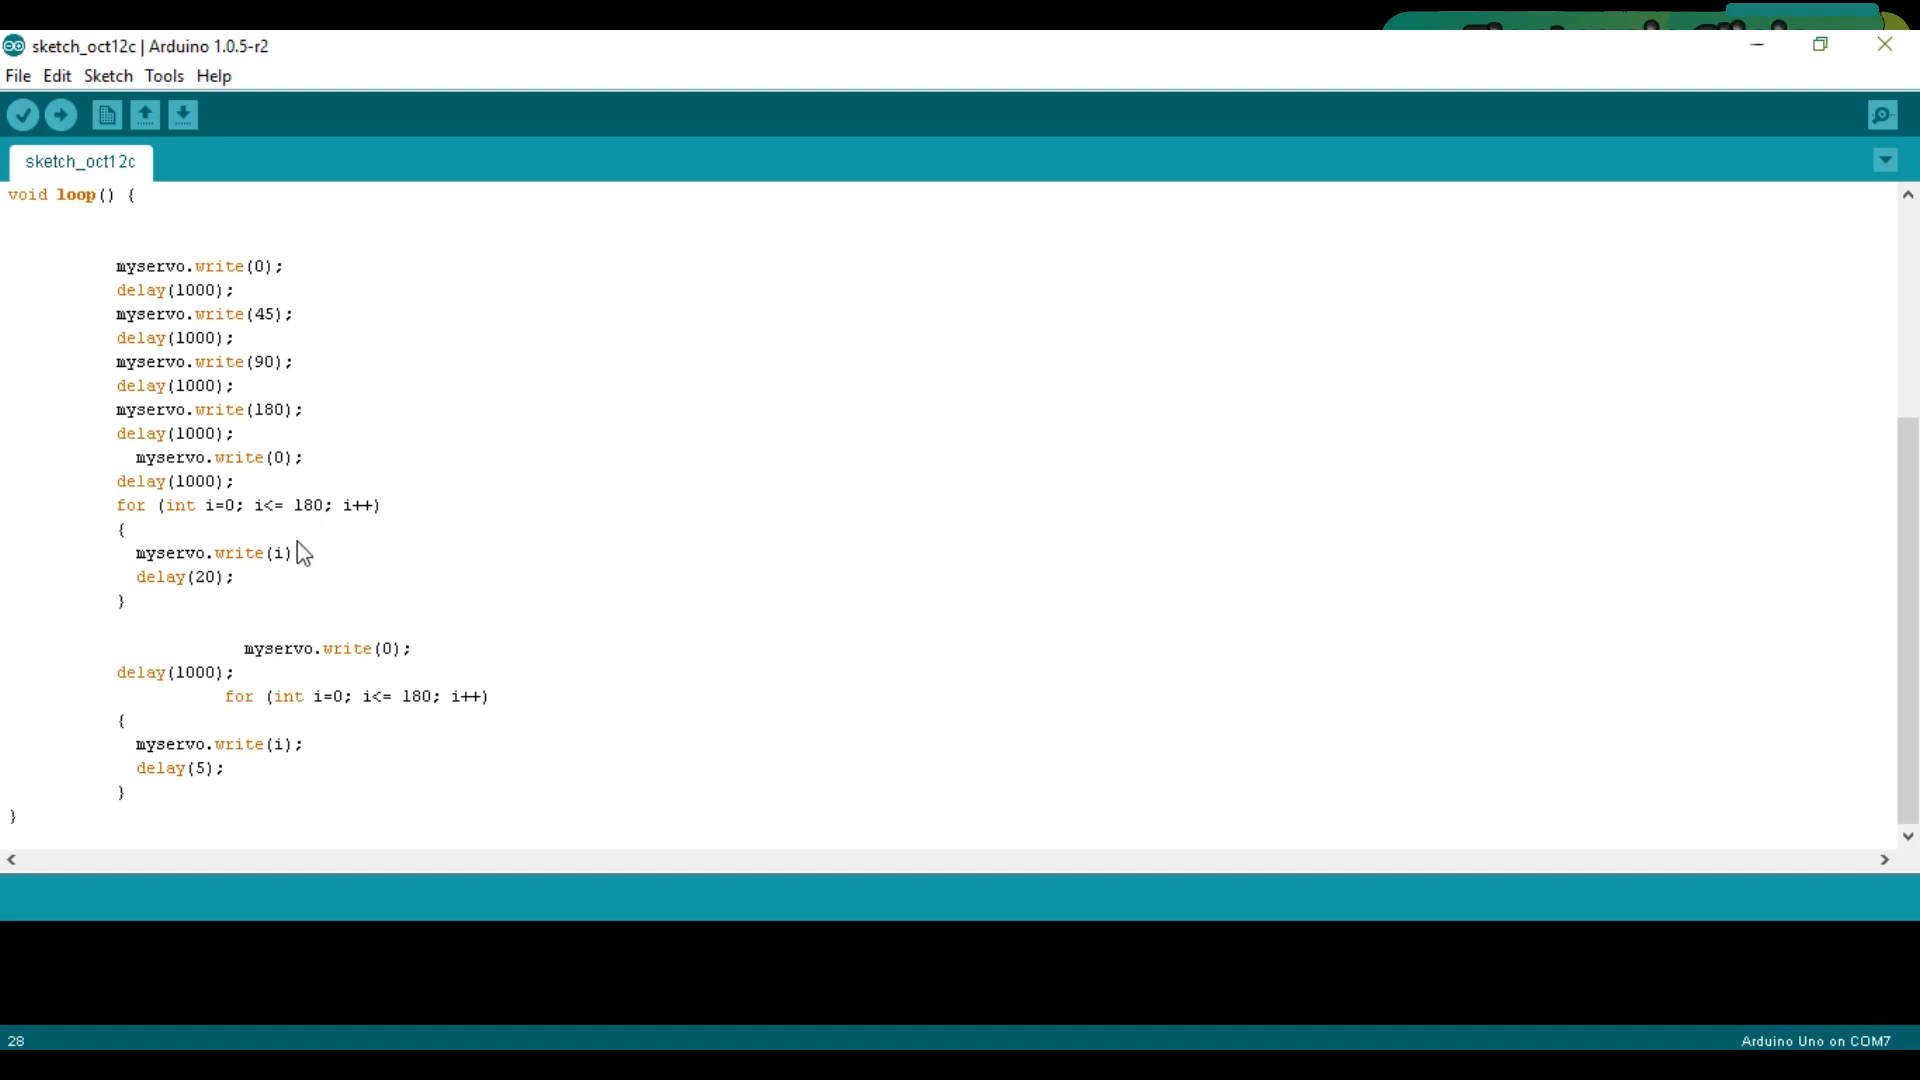 sketch_oct12c | Arduino 1.0.5-r2
File Edit Sketch Tools Help
sketch_oct12c
void loop() {
myservo.write(0);
delay(1000);
myservo.write(45);
delay(1000);
myservo.write(90);
delay(1000);
myservo.write(180);
delay(1000);
myservo.write(0);
delay(1000);
for (int i=0; i<= 180; i++)
{
myservo.write(i)
delay(20);
}
myservo.write(0);
delay(1000);
for (int i=0; i<= 180; i++)
{
myservo.write(i);
delay(5);
}
}
28
Arduino Uno on COM7